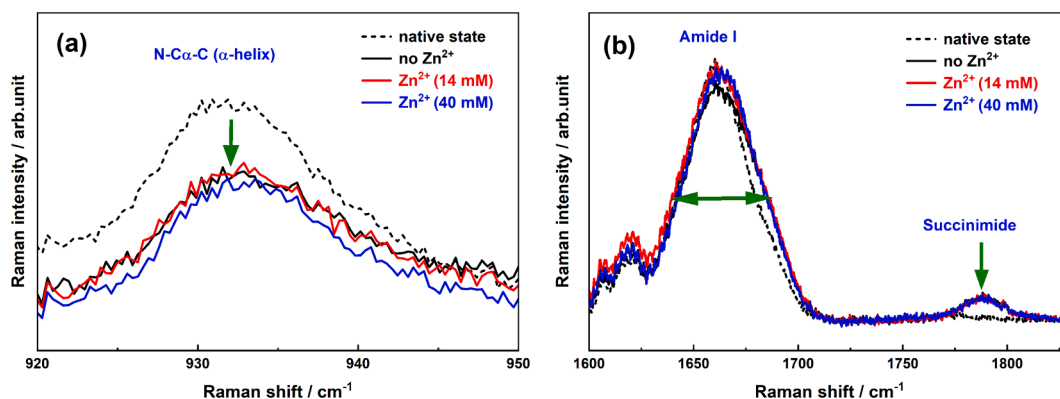 (a)
N-Cα-C (α-helix)
native state
no Zn²⁺
Zn²⁺ (14 mM)
Zn²⁺ (40 mM)
Raman intensity / arb.unit
920 930 940 950
Raman shift / cm⁻¹
(b)
Amide I
native state
no Zn²⁺
Zn²⁺ (14 mM)
Zn²⁺ (40 mM)
Succinimide
Raman intensity / arb.unit
1600 1650 1700 1750 1800
Raman shift / cm⁻¹